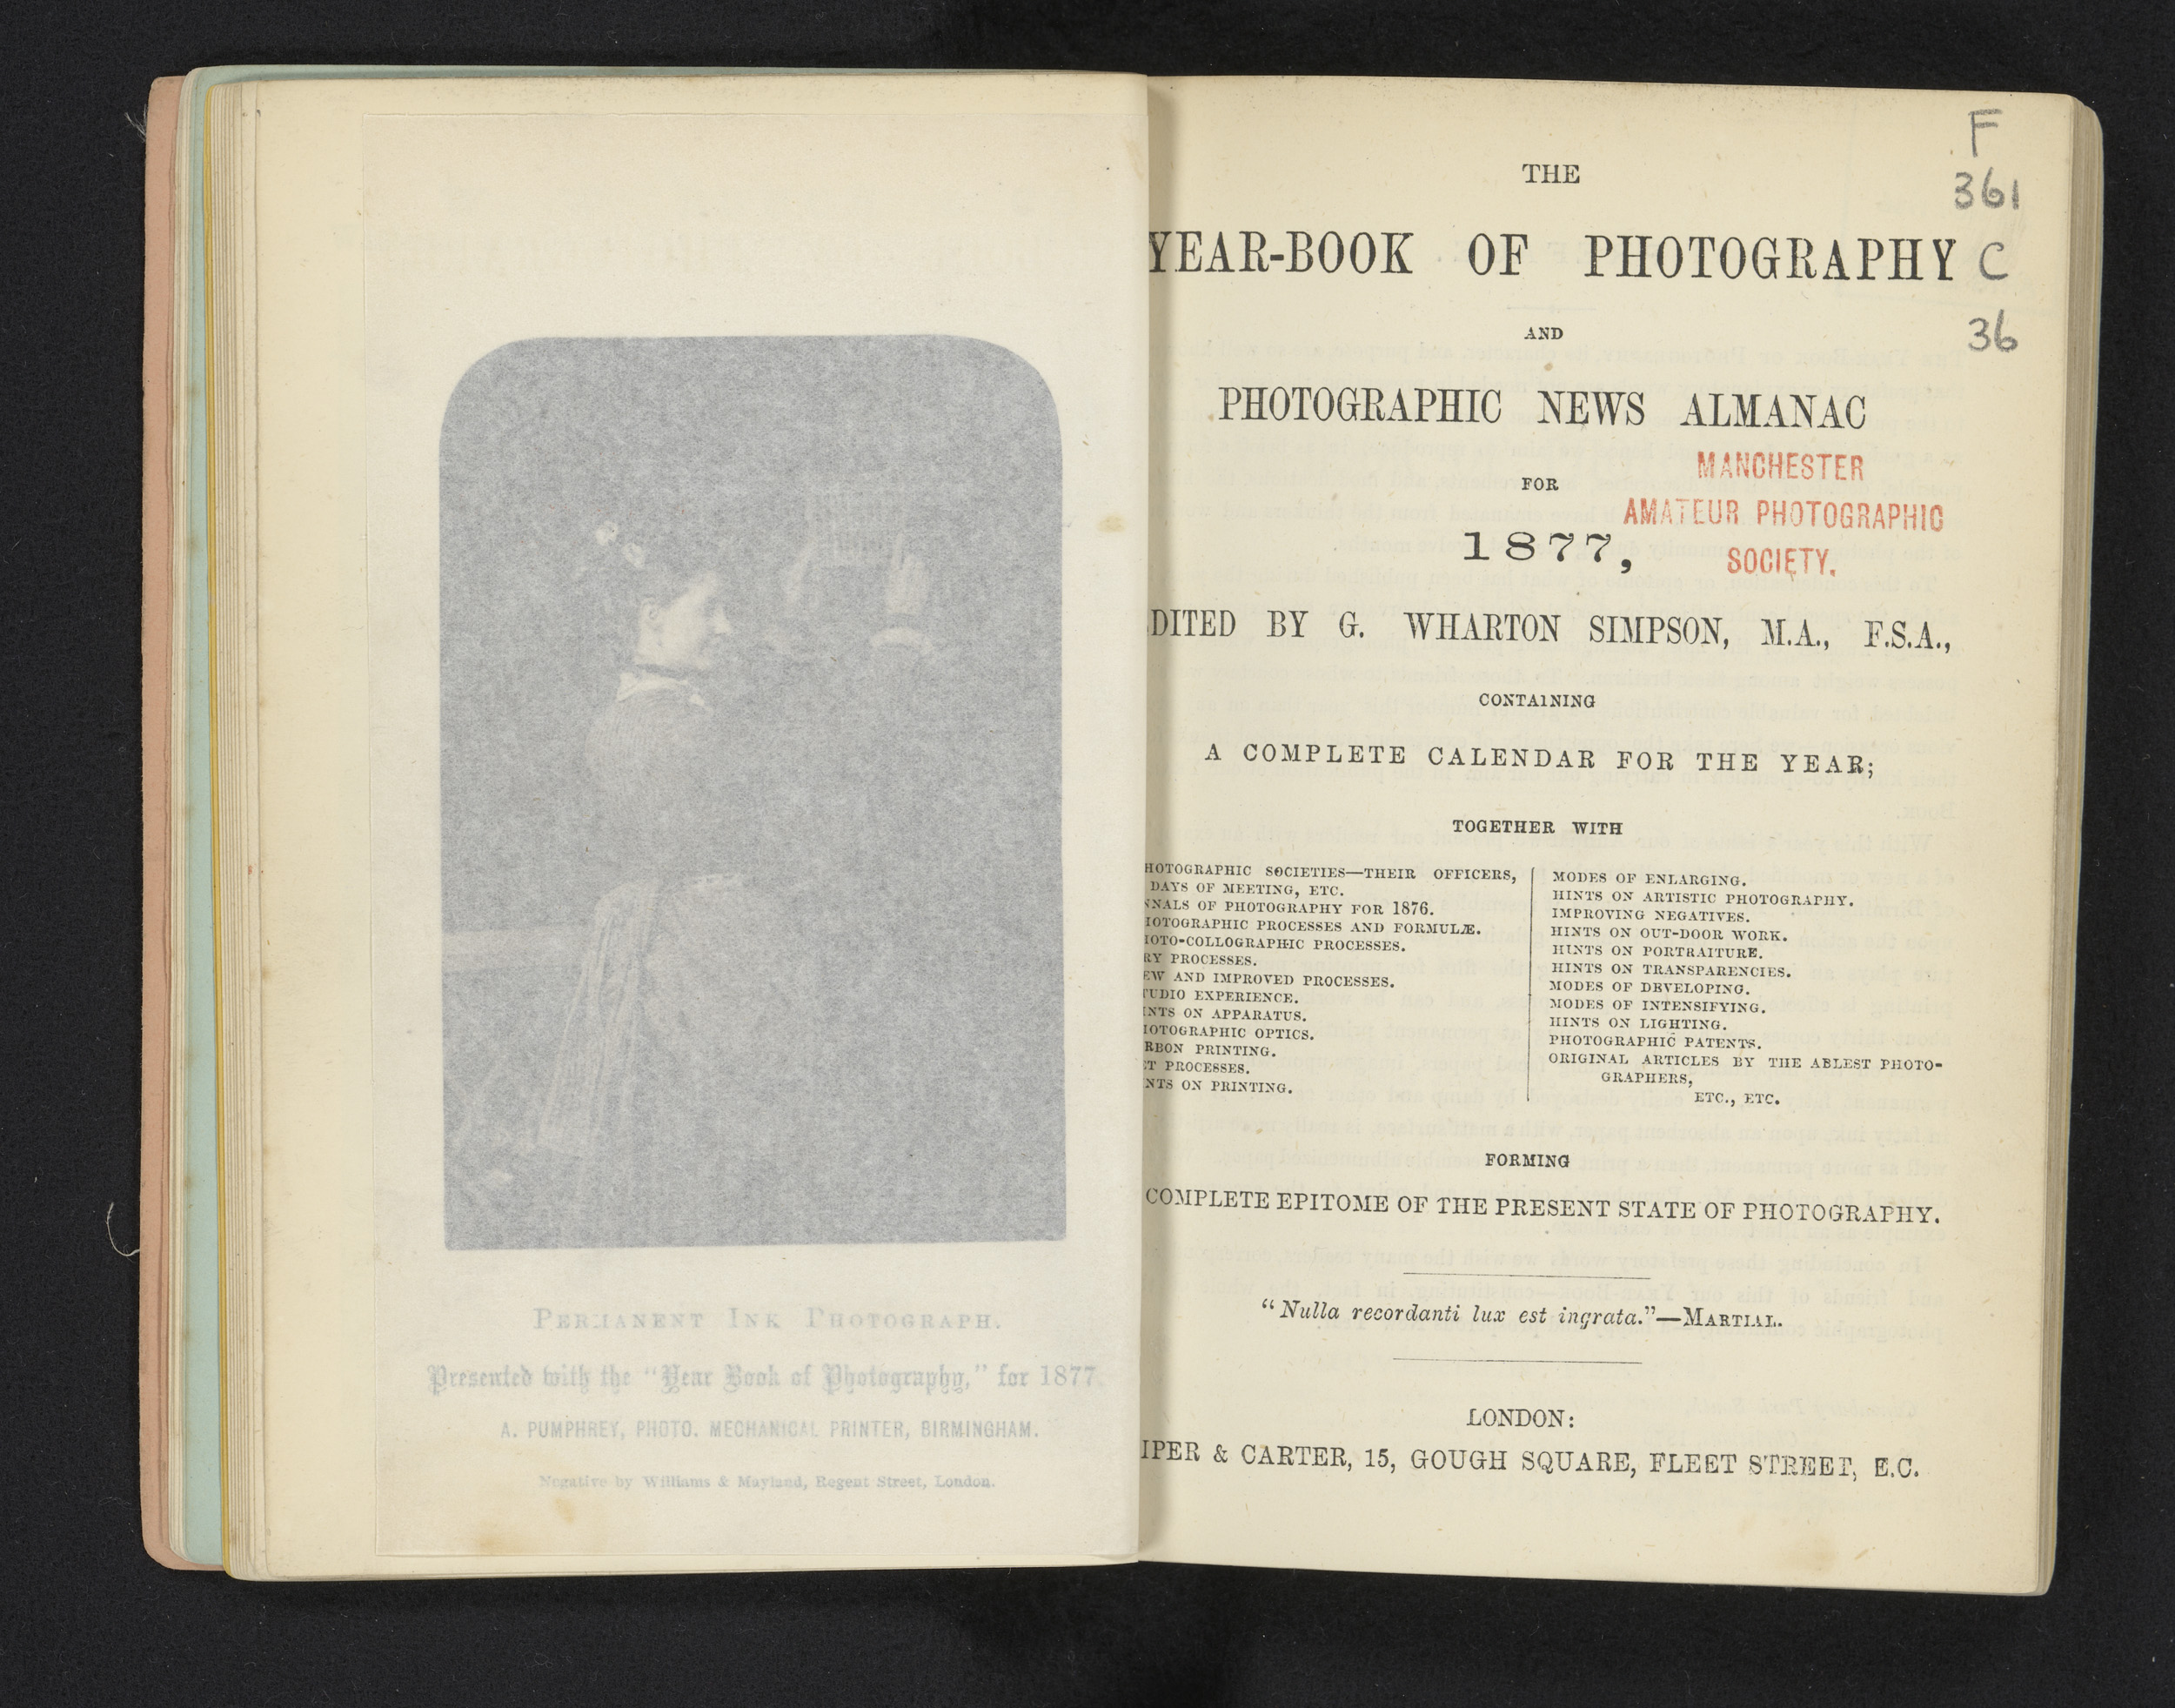 PERMANENT INK PHOTOGRAPH.
Presented with the "Year Book of Photography," for 1877.
A. PUMPHREY, PHOTO. MECHANICAL PRINTER, BIRMINGHAM.
Negative by Williams & Mayland, Regent Street, London.
F
361
C
36
THE
YEAR-BOOK OF PHOTOGRAPHY
AND
PHOTOGRAPHIC NEWS ALMANAC
FOR
1877,
MANCHESTER
AMATEUR PHOTOGRAPHIC
SOCIETY.
DITED BY G. WHARTON SIMPSON, M.A., F.S.A.,
CONTAINING
A COMPLETE CALENDAR FOR THE YEAR;
TOGETHER WITH
HOTOGRAPHIC SOCIETIES—THEIR OFFICERS,
DAYS OF MEETING, ETC.
NNALS OF PHOTOGRAPHY FOR 1876.
HOTOGRAPHIC PROCESSES AND FORMULÆ.
HOTO-COLLOGRAPHIC PROCESSES.
RY PROCESSES.
EW AND IMPROVED PROCESSES.
TUDIO EXPERIENCE.
INTS ON APPARATUS.
HOTOGRAPHIC OPTICS.
RBON PRINTING.
ET PROCESSES.
INTS ON PRINTING.
MODES OF ENLARGING.
HINTS ON ARTISTIC PHOTOGRAPHY.
IMPROVING NEGATIVES.
HINTS ON OUT-DOOR WORK.
HINTS ON PORTRAITURE.
HINTS ON TRANSPARENCIES.
MODES OF DEVELOPING.
MODES OF INTENSIFYING.
HINTS ON LIGHTING.
PHOTOGRAPHIC PATENTS.
ORIGINAL ARTICLES BY THE ABLEST PHOTO-
GRAPHERS,
ETC., ETC.
FORMING
COMPLETE EPITOME OF THE PRESENT STATE OF PHOTOGRAPHY.
"Nulla recordanti lux est ingrata."—MARTIAL.
LONDON:
IPER & CARTER, 15, GOUGH SQUARE, FLEET STREET, E.C.